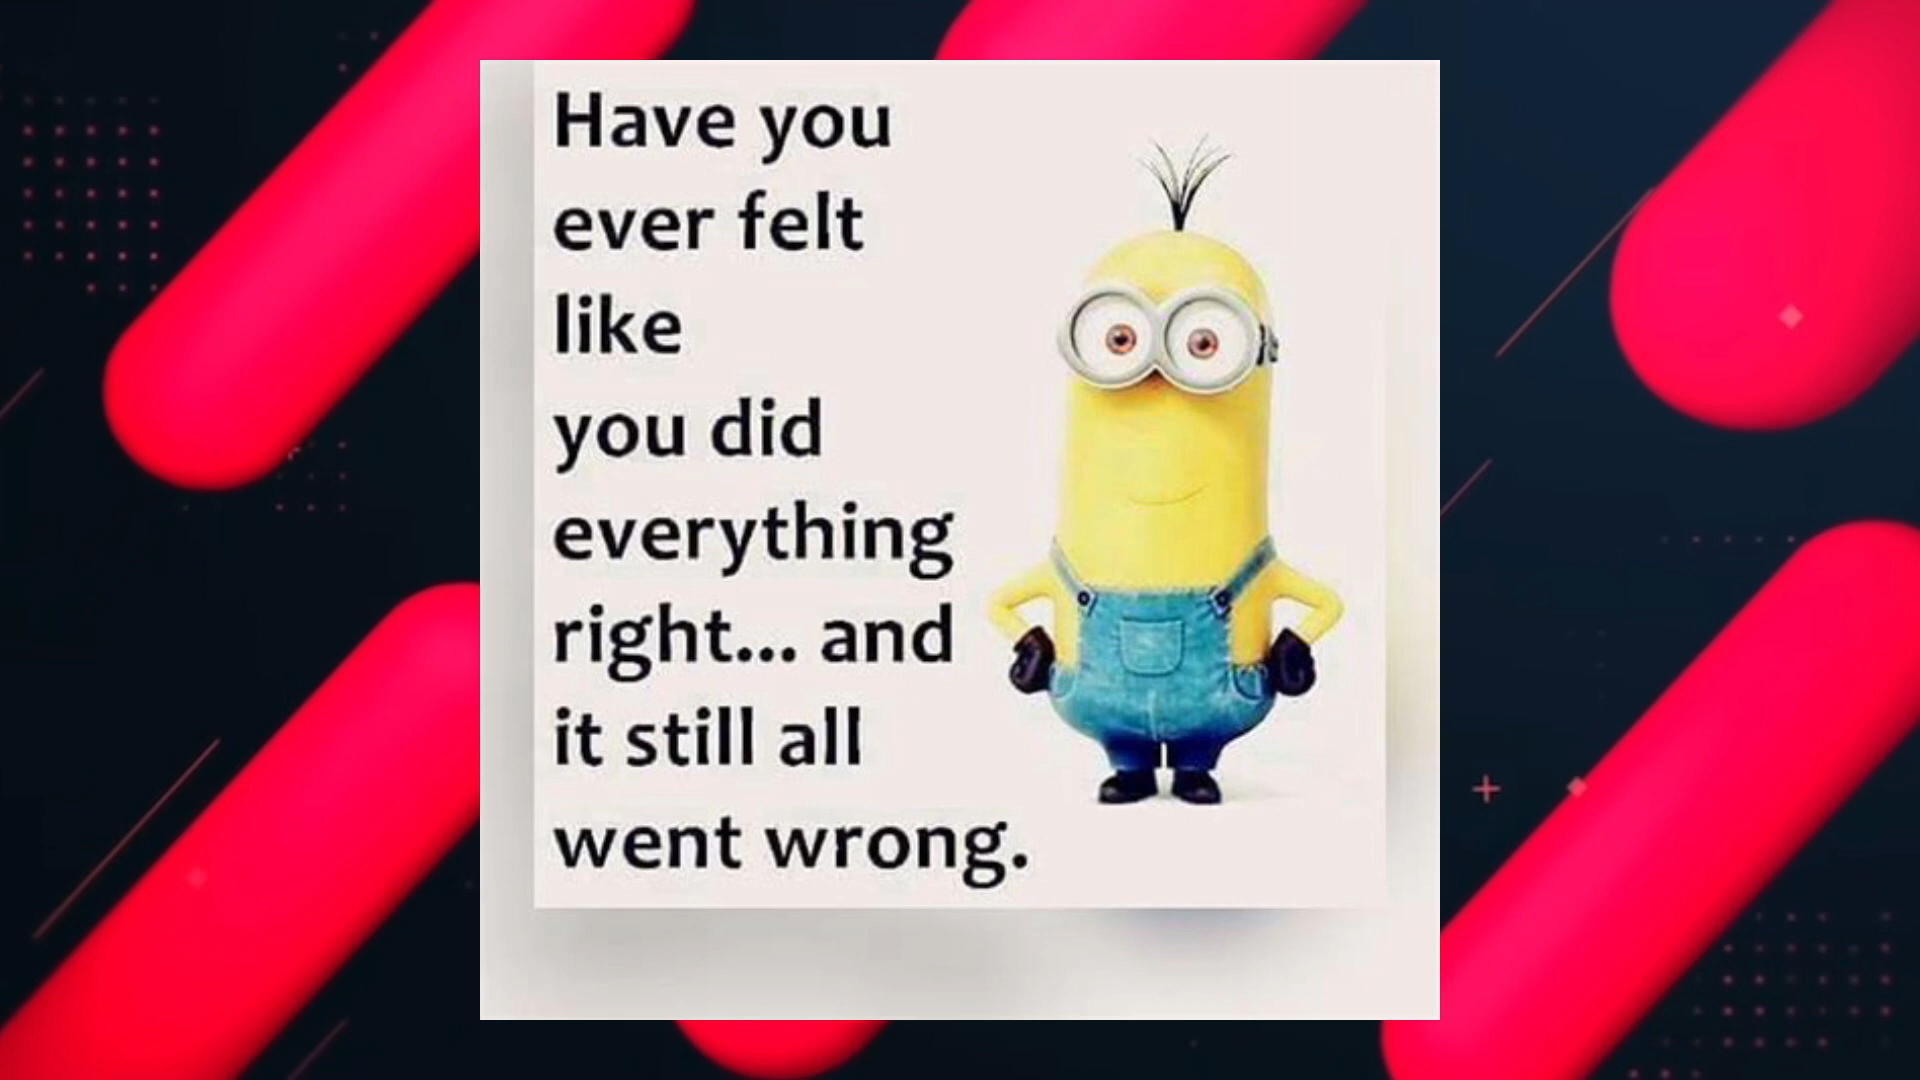 Have you
ever felt
like
you did
everything
right... and
it still all
went wrong.